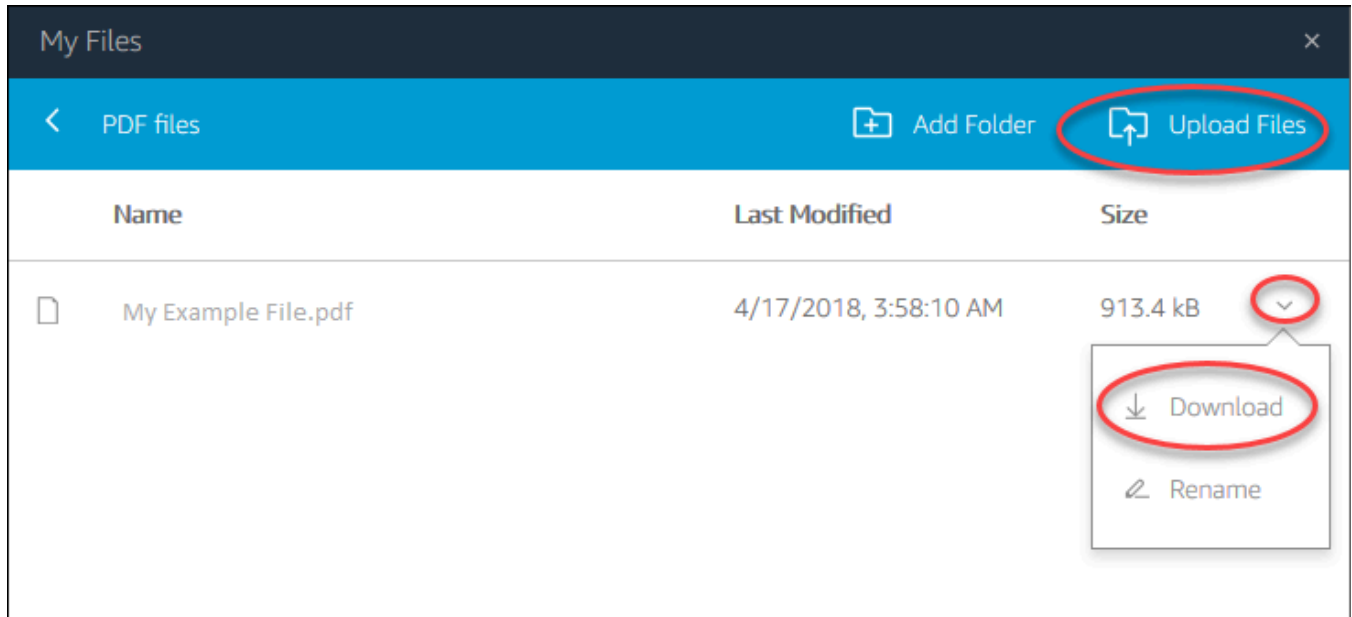 My Files
PDF files Add Folder Upload Files
Name Last Modified Size
My Example File.pdf 4/17/2018, 3:58:10 AM 913.4 kB
Download
Rename